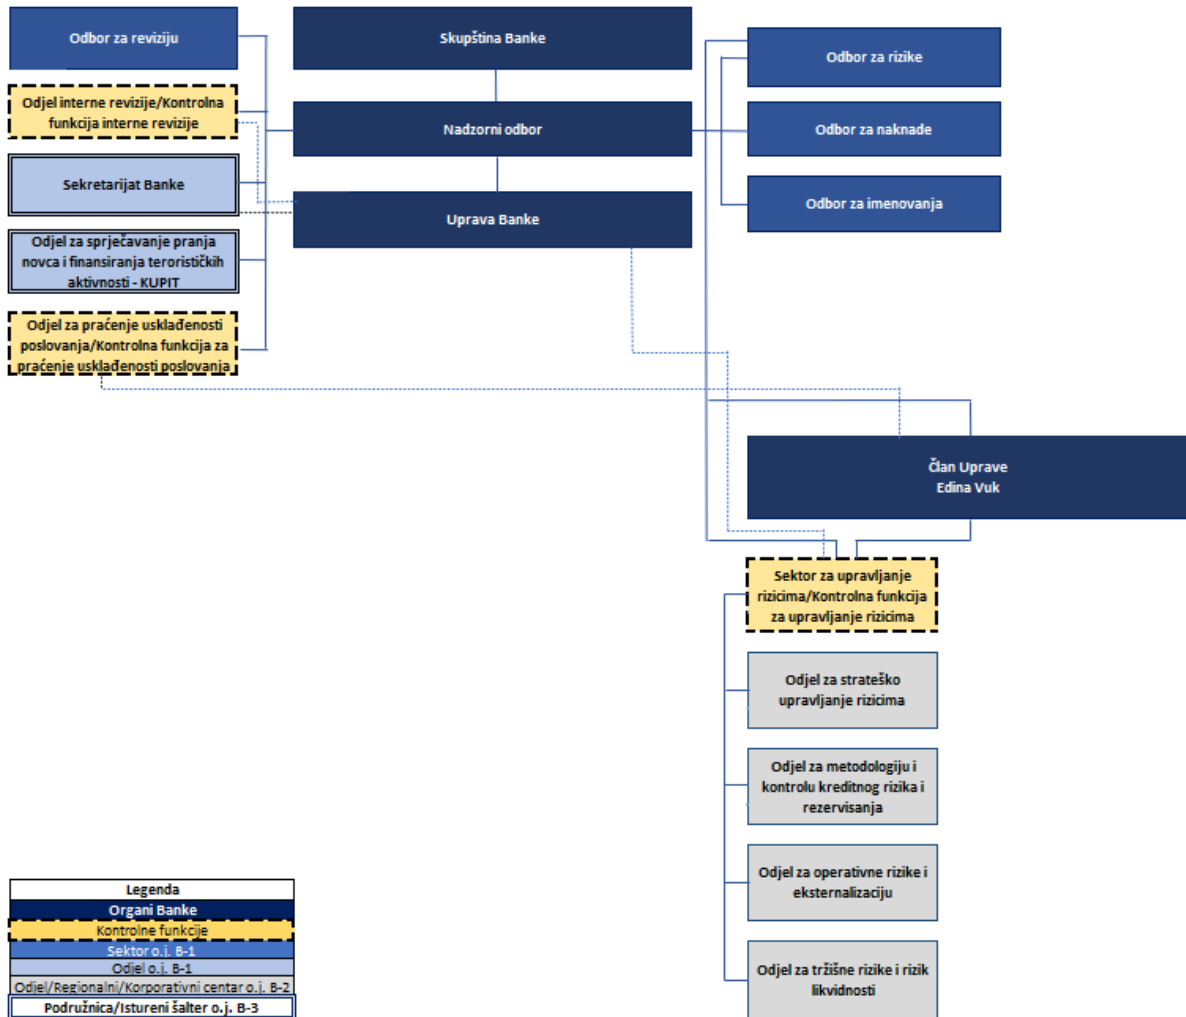 Odbor za reviziju
Odjel interne revizije/Kontrolna
funkcija interne revizije
Sekretarijat Banke
Odjel za sprječavanje pranja
novca i finansiranja terorističkih
aktivnosti - KUPIT
Odjel za praćenje usklađenosti
poslovanja/Kontrolna funkcija za
praćenje usklađenosti poslovanja
Skupština Banke
Nadzorni odbor
Uprava Banke
Odbor za rizike
Odbor za naknade
Odbor za imenovanja
Član Uprave
Edina Vuk
Sektor za upravljanje
rizicima/Kontrolna funkcija
za upravljanje rizicima
Odjel za strateško
upravljanje rizicima
Odjel za metodologiju i
kontrolu kreditnog rizika i
rezervisanja
Odjel za operativne rizike i
eksternalizaciju
Odjel za tržišne rizike i rizik
likvidnosti
Legenda
Organi Banke
Kontrolne funkcije
Sektor o.j. B-1
Odjel o.j. B-1
Odjel/Regionalni/Korporativni centar o.j. B-2
Podružnica/Istureni šalter o.j. B-3